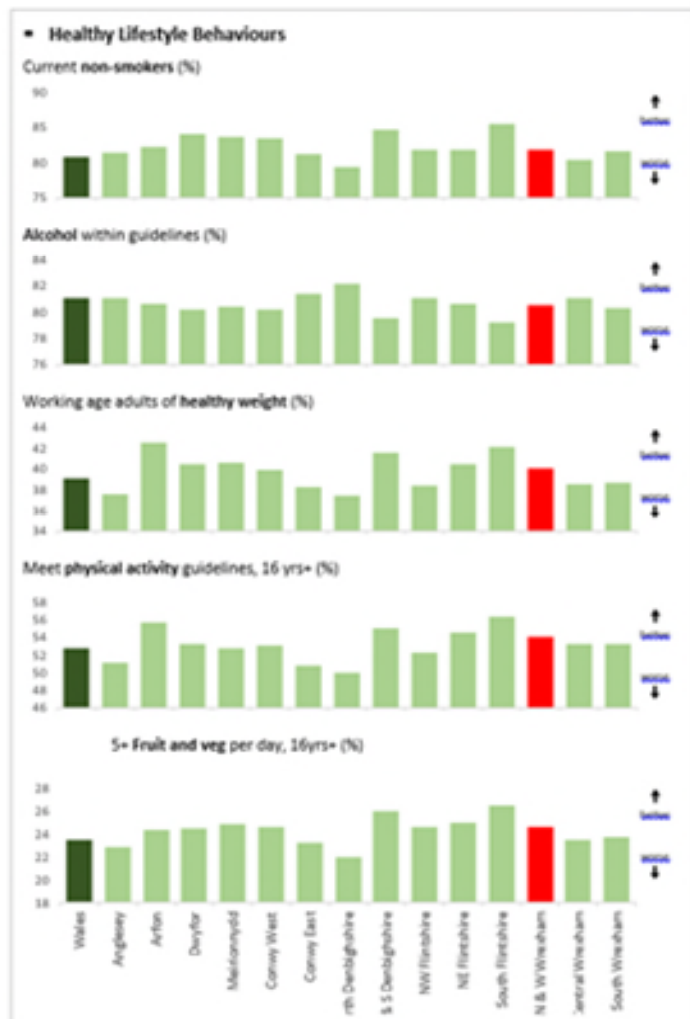 ▪ Healthy Lifestyle Behaviours
Current non-smokers (%)
90
85
80
75
Alcohol within guidelines (%)
84
82
80
78
76
Working age adults of healthy weight (%)
44
42
40
38
36
34
Meet physical activity guidelines, 16 yrs+ (%)
58
56
54
52
50
48
46
5+ Fruit and veg per day, 16yrs+ (%)
28
26
24
22
20
18
Wales
Anglesey
Arfon
Dwyfor
Meirionnydd
Conwy West
Conwy East
rth Denbighshire
& S Denbighshire
NW Flintshire
NE Flintshire
South Flintshire
N & W Wrexham
Central Wrexham
South Wrexham